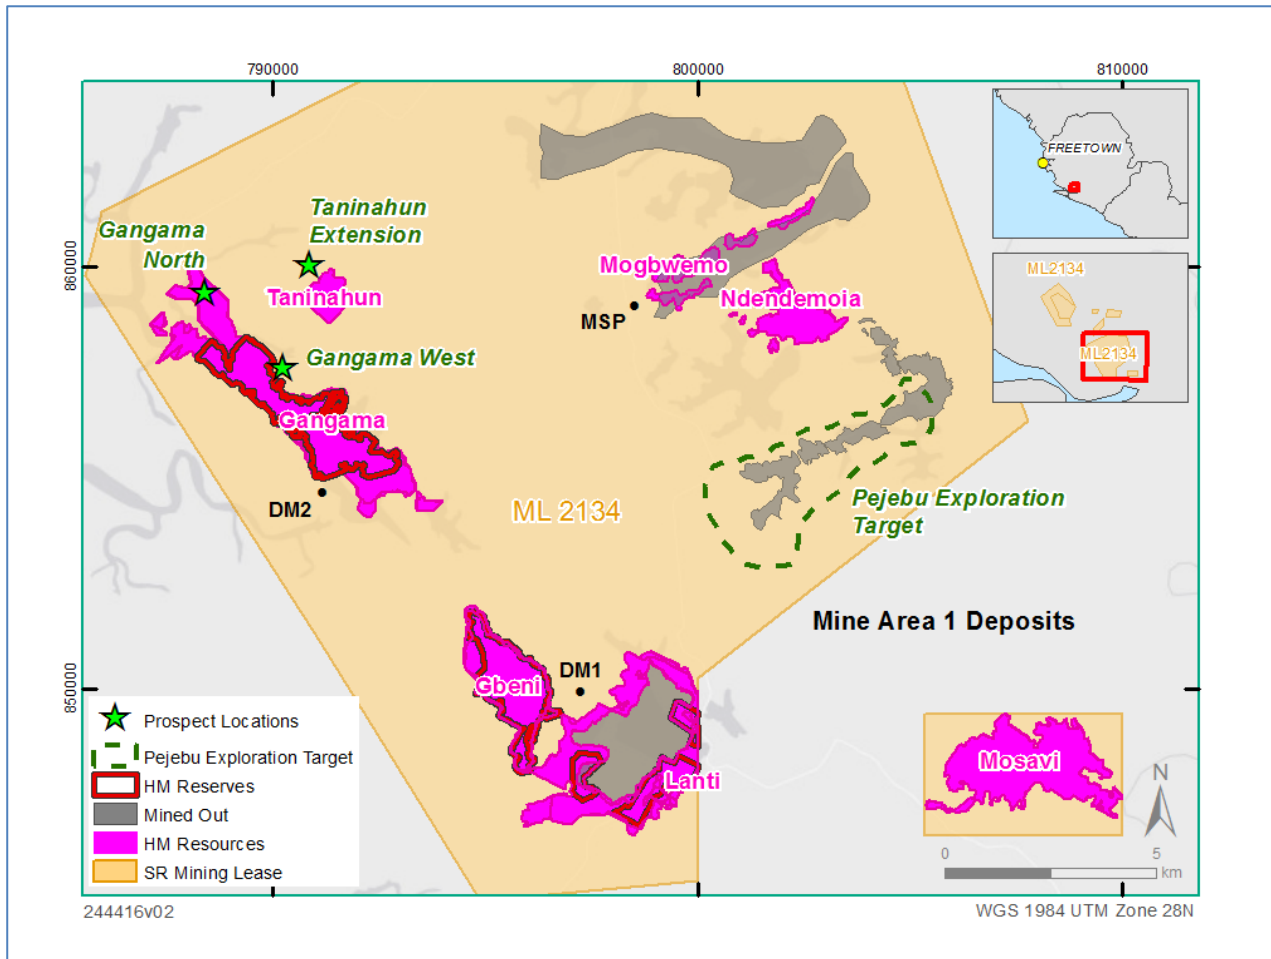 790000
800000
810000
FREETOWN
Taninahun
Extension
Gangama
North
860000
Mogbwemo
Taninahun
Ndendemoia
MSP
ML2134
ML2134
Gangama West
Gangama
Pejebu Exploration
Target
DM2
ML 2134
Mine Area 1 Deposits
850000
DM1
Gbeni
Lanti
Mosavi
N
Prospect Locations
Pejebu Exploration Target
HM Reserves
Mined Out
HM Resources
SR Mining Lease
0
5
km
244416v02
WGS 1984 UTM Zone 28N